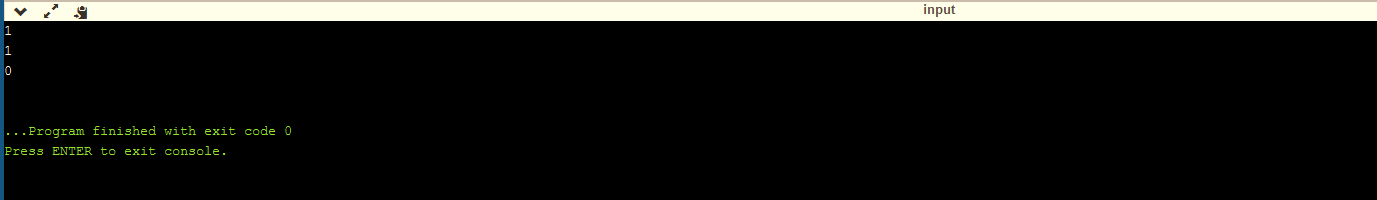 input
1
1
0
...Program finished with exit code 0
Press ENTER to exit console.